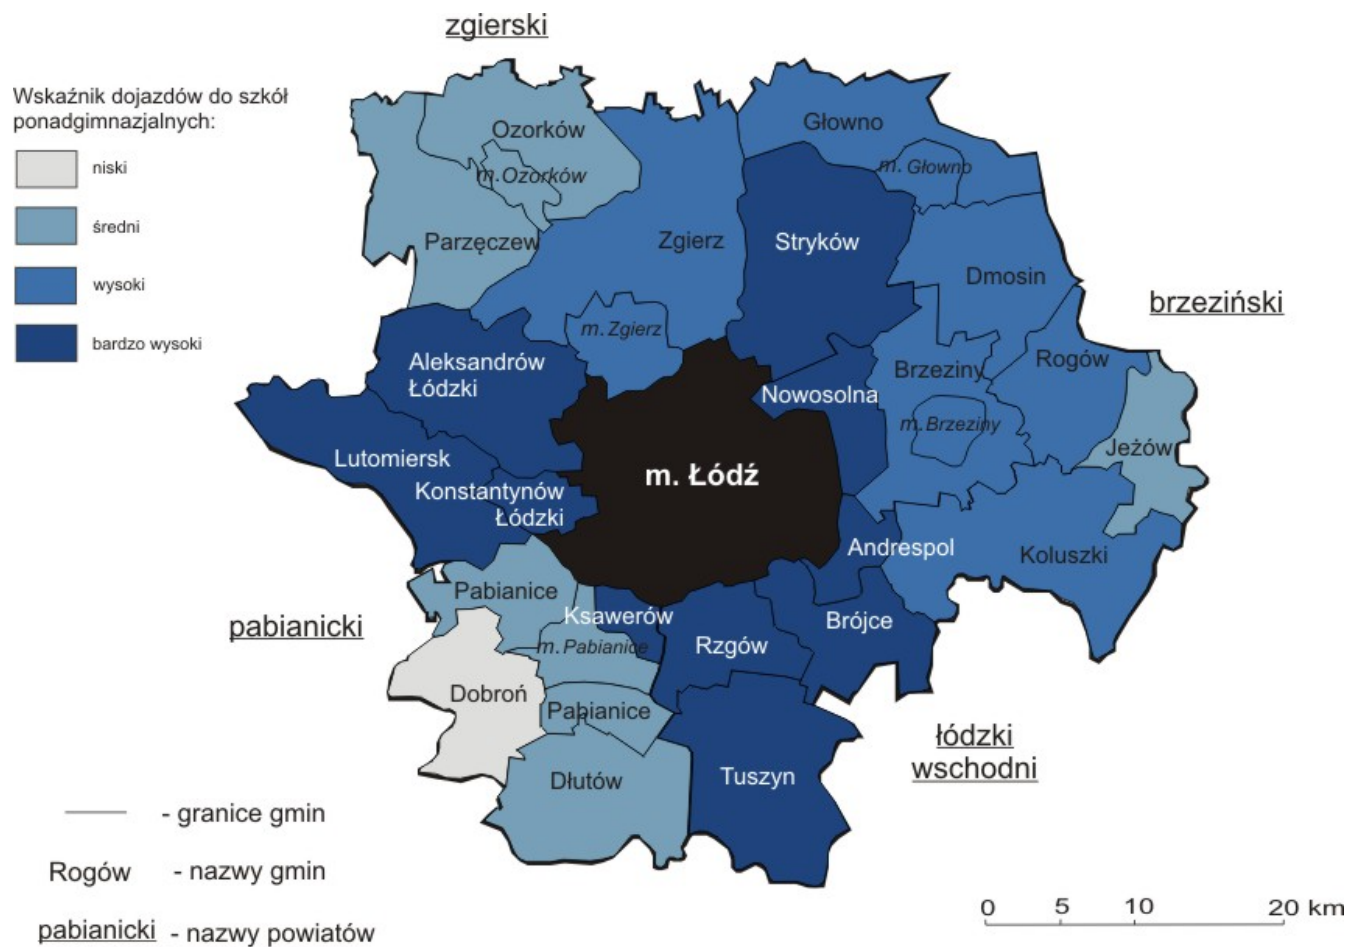 zgierski
Wskaźnik dojazdów do szkół
ponadgimnazjalnych:
niski
średni
wysoki
bardzo wysoki
Ozorków
m. Ozorków
Parzęczew
Zgierz
m. Zgierz
Głowno
m. Głowno
Stryków
Dmosin
brzeziński
Aleksandrów
Łódzki
Nowosolna
Brzeziny
m. Brzeziny
Rogów
Jeżów
Lutomiersk
Konstantynów
Łódzki
m. Łódź
Andrespol
Koluszki
pabianicki
Pabianice
Ksawerów
m. Pabianice
Rzgów
Brójce
Dobroń
Pabianice
Dłutów
Tuszyn
łódzki
wschodni
- granice gmin
Rogów - nazwy gmin
pabianicki - nazwy powiatów
0 5 10 20 km